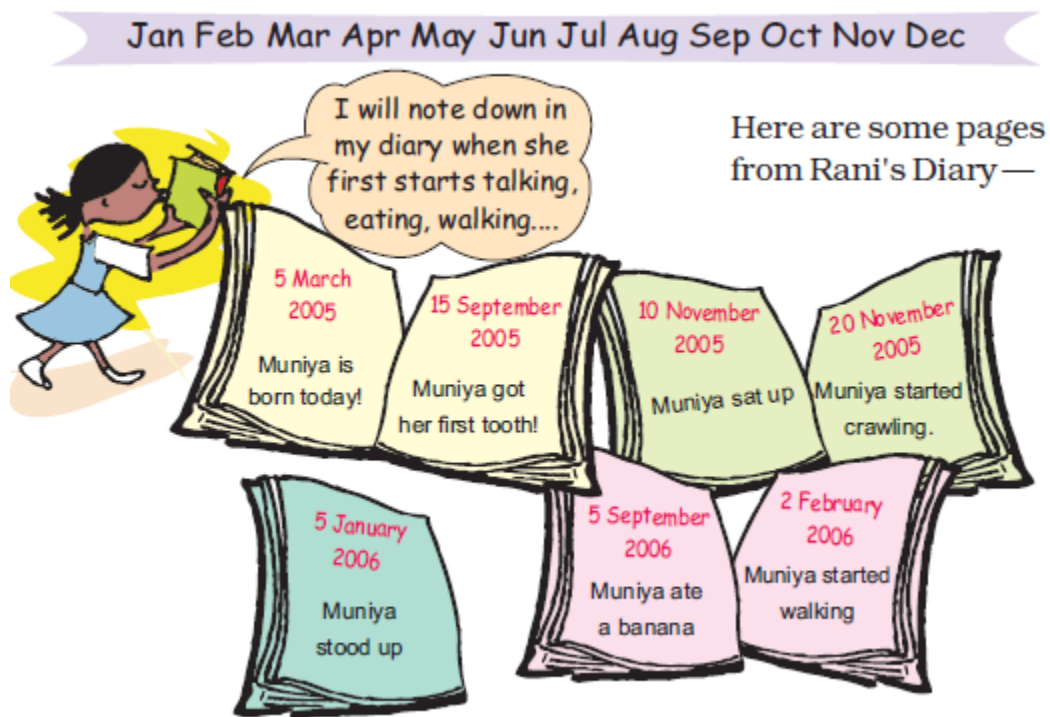 Jan Feb Mar Apr May Jun Jul Aug Sep Oct Nov Dec
I will note down in
my diary when she
first starts talking,
eating, walking....
Here are some pages
from Rani's Diary—
5 March
2005
Muniya is
born today!
15 September
2005
Muniya got
her first tooth!
10 November
2005
Muniya sat up
20 November
2005
Muniya started
crawling.
5 January
2006
Muniya
stood up
5 September
2006
Muniya ate
a banana
2 February
2006
Muniya started
walking